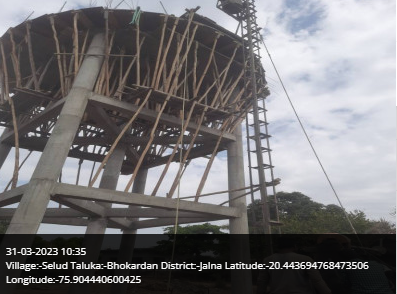 31-03-2023 10:35
Village:-Selud Taluka:-Bhokardan District:-Jalna Latitude:-20.443694768473506
Longitude:-75.904440600425